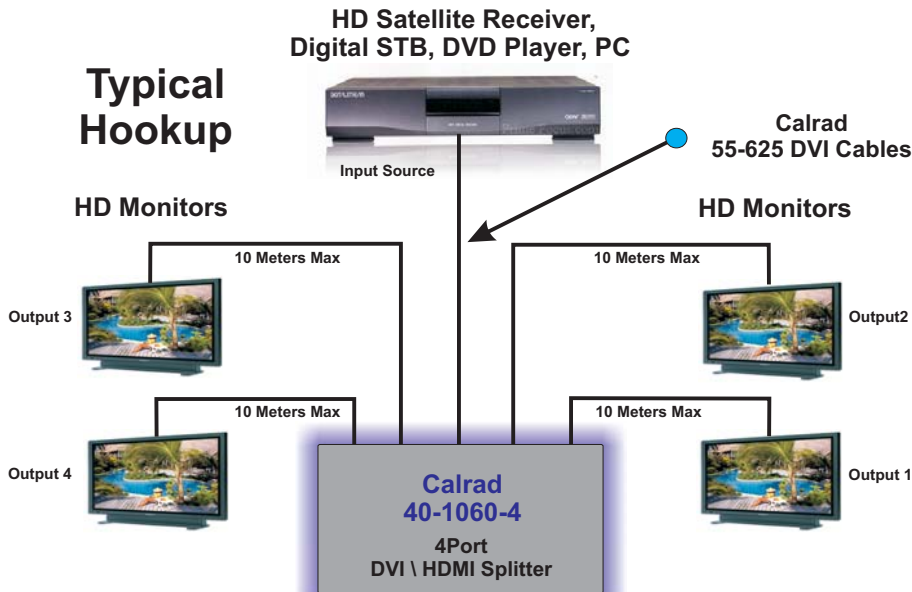 HD Satellite Receiver,
Digital STB, DVD Player, PC
Typical
Hookup
Calrad
55-625 DVI Cables
Input Source
HD Monitors
HD Monitors
10 Meters Max
10 Meters Max
Output 3
Output2
10 Meters Max
10 Meters Max
Output 4
Output 1
Calrad
40-1060-4
4Port
DVI \ HDMI Splitter